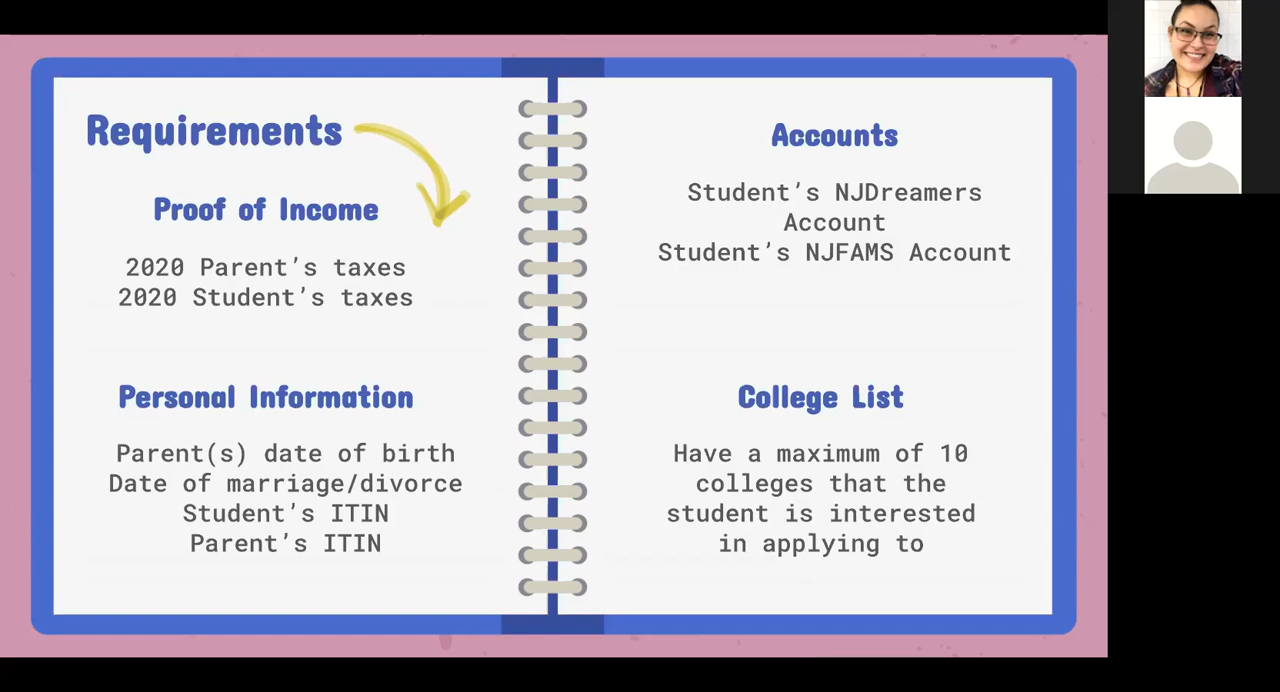 Requirements
Proof of Income
2020 Parent’s taxes
2020 Student’s taxes
Personal Information
Parent(s) date of birth
Date of marriage/divorce
Student’s ITIN
Parent’s ITIN
Accounts
Student’s NJDreamers
Account
Student’s NJFAMS Account
College List
Have a maximum of 10
colleges that the
student is interested
in applying to